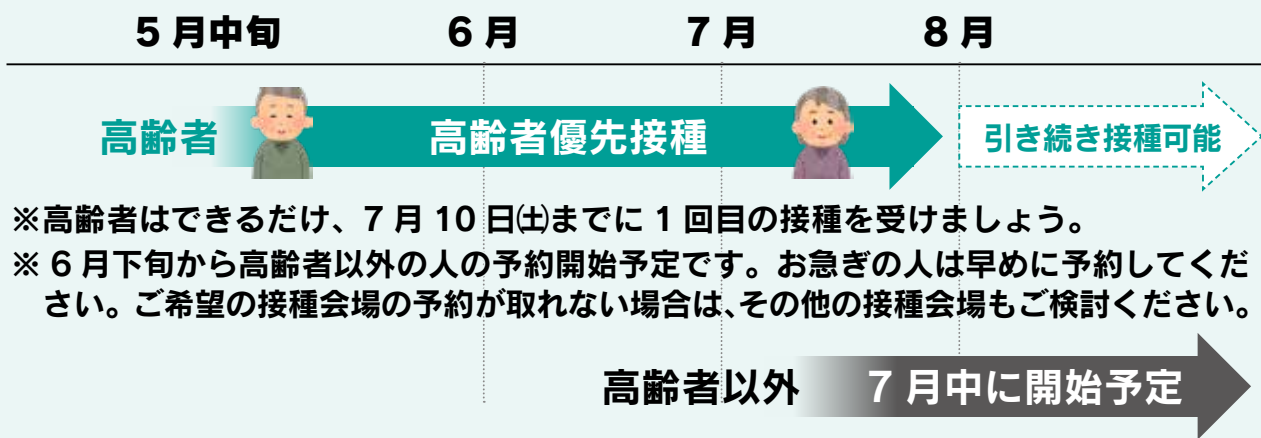 5月中旬 6月 7月 8月
高齢者 高齢者優先接種 引き続き接種可能
※高齢者はできるだけ、7月10日㈯までに1回目の接種を受けましょう。
※6月下旬から高齢者以外の人の予約開始予定です。お急ぎの人は早めに予約してくだ
さい。ご希望の接種会場の予約が取れない場合は、その他の接種会場もご検討ください。
高齢者以外 7月中に開始予定